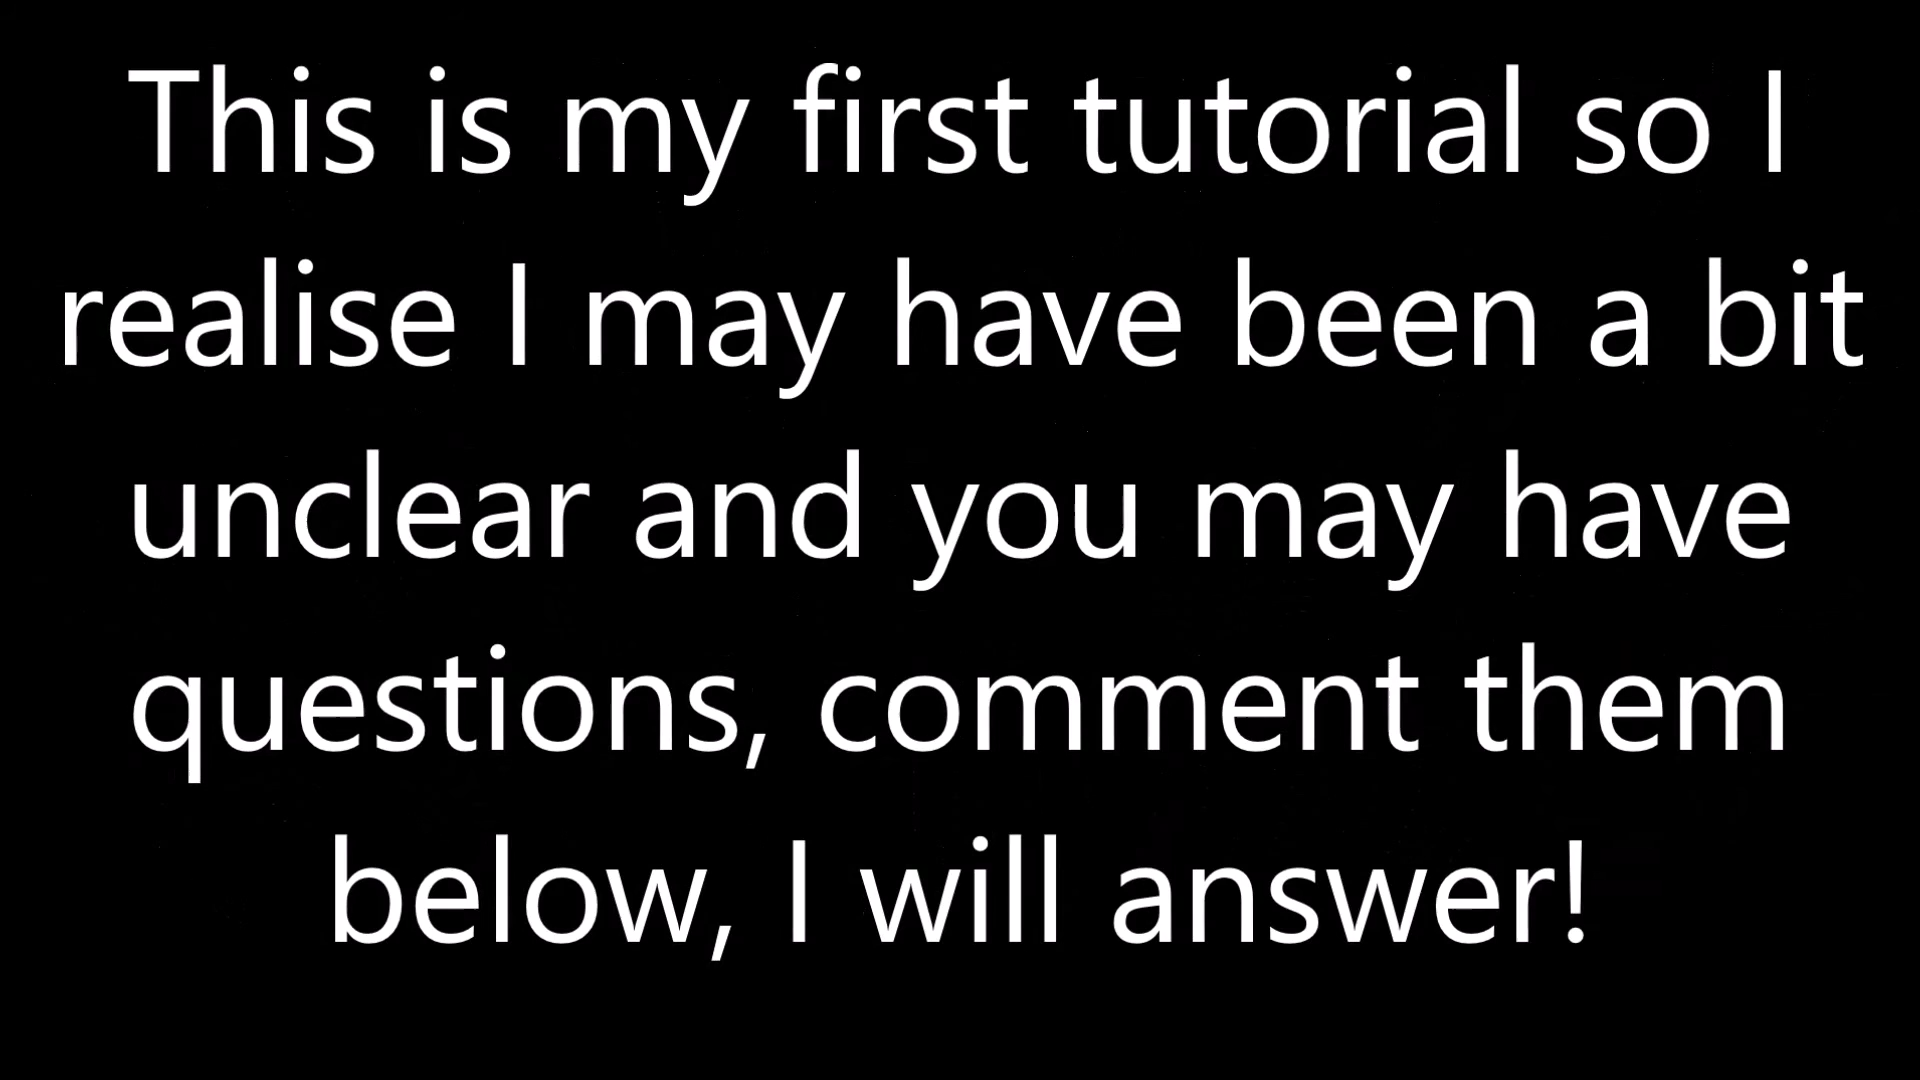 This is my first tutorial so I
realise I may have been a bit
unclear and you may have
questions, comment them
below, I will answer!